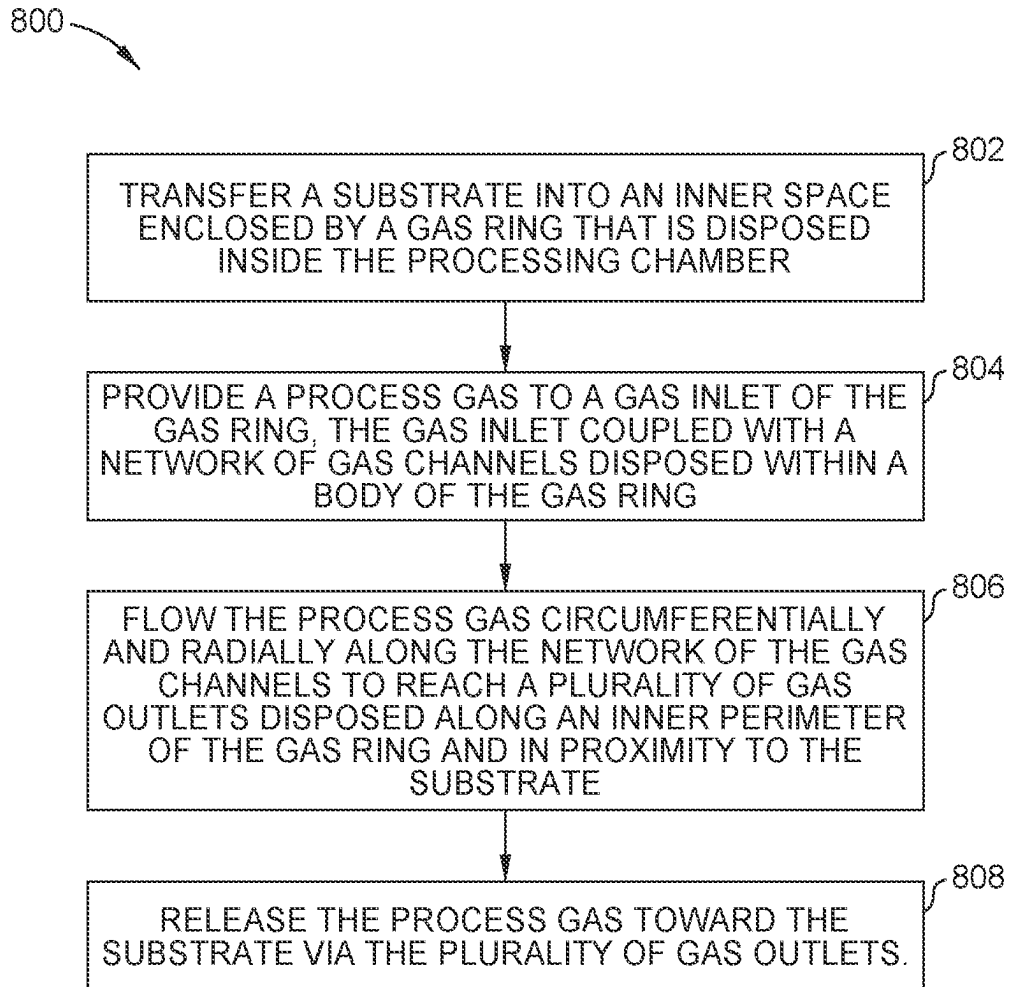 800
802
TRANSFER A SUBSTRATE INTO AN INNER SPACE
ENCLOSED BY A GAS RING THAT IS DISPOSED
INSIDE THE PROCESSING CHAMBER
804
PROVIDE A PROCESS GAS TO A GAS INLET OF THE
GAS RING, THE GAS INLET COUPLED WITH A
NETWORK OF GAS CHANNELS DISPOSED WITHIN A
BODY OF THE GAS RING
806
FLOW THE PROCESS GAS CIRCUMFERENTIALLY
AND RADIALLY ALONG THE NETWORK OF THE GAS
CHANNELS TO REACH A PLURALITY OF GAS
OUTLETS DISPOSED ALONG AN INNER PERIMETER
OF THE GAS RING AND IN PROXIMITY TO THE
SUBSTRATE
808
RELEASE THE PROCESS GAS TOWARD THE
SUBSTRATE VIA THE PLURALITY OF GAS OUTLETS.